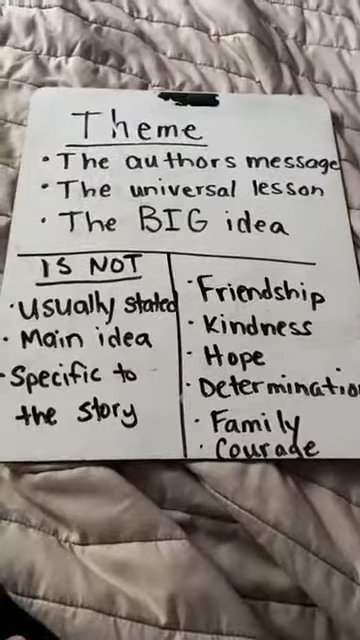 Theme
• The authors message
• The universal lesson
• The BIG idea
IS NOT
• usually stated
• Main idea
- Specific to
the story
• Friendship
• Kindness
- Hope
• Determination
• Family
• Courage